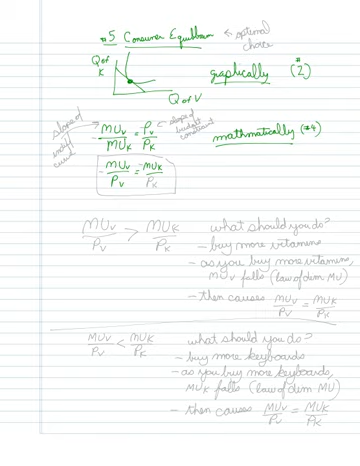 #5 Consumer Equilibrium ← optimal choice
Q of K
graphically (#2)
Q of V
slope of indif curve
slope of budget constraint
- MUv/MUk = - Pv/Pk
mathematically (#4)
- MUv/Pv = - MUk/Pk
MUv/Pv > MUk/Pk
what should you do?
- buy more vitamins
- as you buy more vitamins,
MUv falls (law of dim MU)
- then causes MUv/Pv = MUk/Pk
MUv/Pv < MUk/Pk
what should you do?
- buy more keyboards
- as you buy more keyboards,
MUk falls (law of dim MU)
- then causes MUv/Pv = MUk/Pk